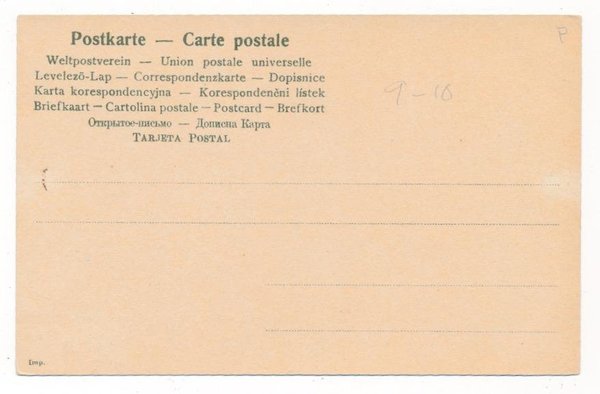 Postkarte — Carte postale
Weltpostverein — Union postale universelle
Levelező-Lap — Correspondenzkarte — Dopisnice
Karta korespondencyjna — Korespondenčni lístek
Briefkaart — Cartolina postale — Postcard — Brefkort
Открытое-письмо — Дописна Карта
TARJETA POSTAL
P
9-10
Imp.